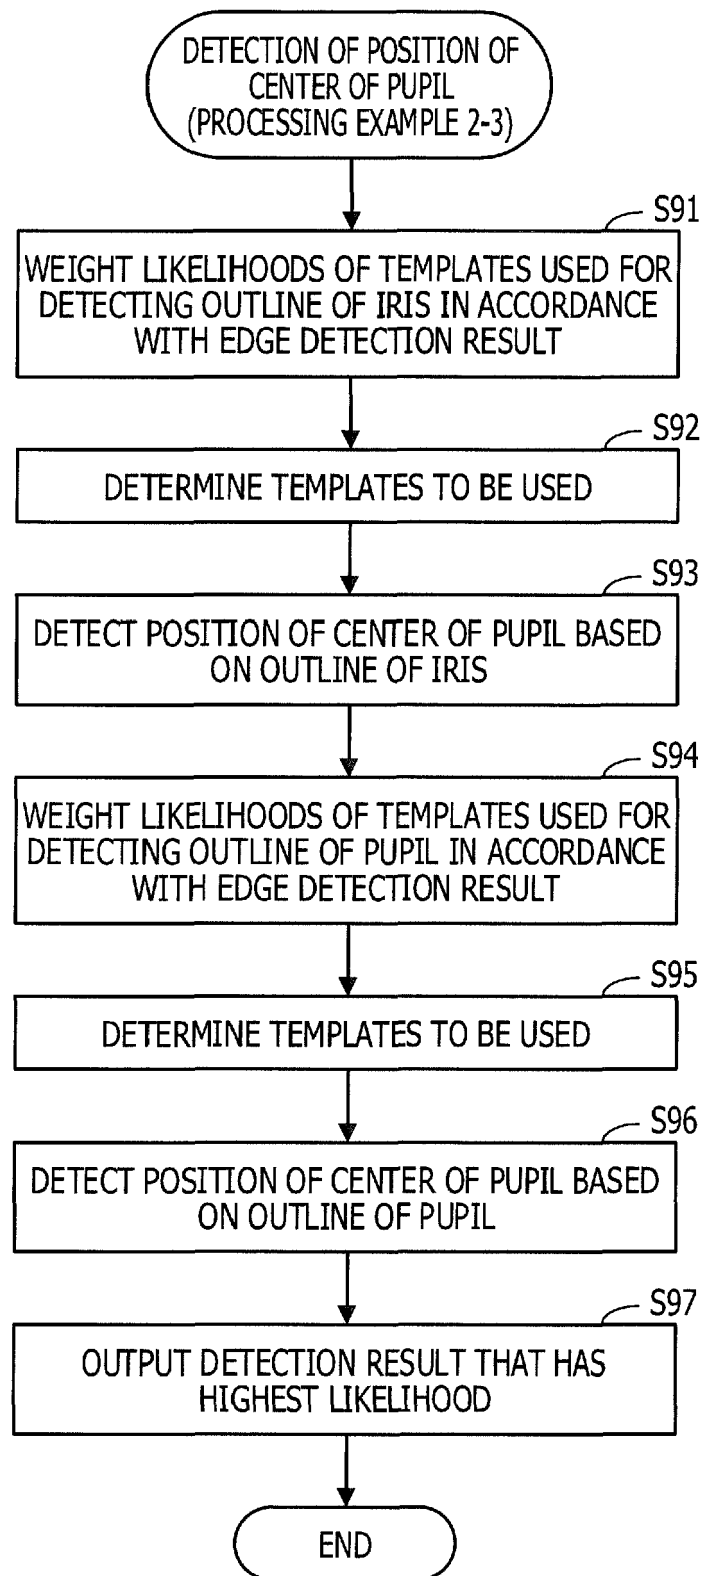 DETECTION OF POSITION OF
CENTER OF PUPIL
(PROCESSING EXAMPLE 2-3)
S91
WEIGHT LIKELIHOODS OF TEMPLATES USED FOR
DETECTING OUTLINE OF IRIS IN ACCORDANCE
WITH EDGE DETECTION RESULT
S92
DETERMINE TEMPLATES TO BE USED
S93
DETECT POSITION OF CENTER OF PUPIL BASED
ON OUTLINE OF IRIS
S94
WEIGHT LIKELIHOODS OF TEMPLATES USED FOR
DETECTING OUTLINE OF PUPIL IN ACCORDANCE
WITH EDGE DETECTION RESULT
S95
DETERMINE TEMPLATES TO BE USED
S96
DETECT POSITION OF CENTER OF PUPIL BASED
ON OUTLINE OF PUPIL
S97
OUTPUT DETECTION RESULT THAT HAS
HIGHEST LIKELIHOOD
END